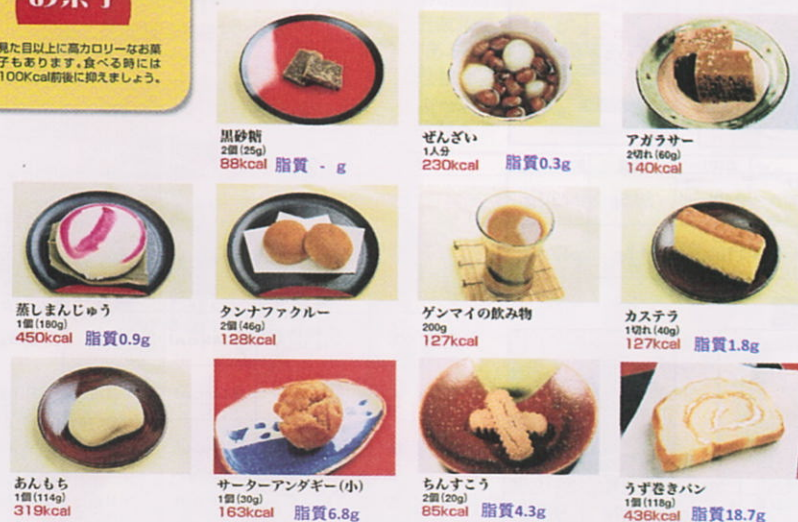 お菓子
見た目以上に高カロリーなお菓
子もあります。食べる時には
100Kcal前後に抑えましょう。
黒砂糖
2個(25g)
88kcal 脂質 - g
ぜんざい
1人分
230kcal 脂質0.3g
アガラサー
2切れ(60g)
140kcal
蒸しまんじゅう
1個(180g)
450kcal 脂質0.9g
タンナファクルー
2個(46g)
128kcal
ゲンマイの飲み物
200g
127kcal
カステラ
1切れ(40g)
127kcal 脂質1.8g
あんもち
1個(114g)
319kcal
サーターアンダギー(小)
1個(30g)
163kcal 脂質6.8g
ちんすこう
2個(20g)
85kcal 脂質4.3g
うず巻きパン
1個(118g)
436kcal 脂質18.7g